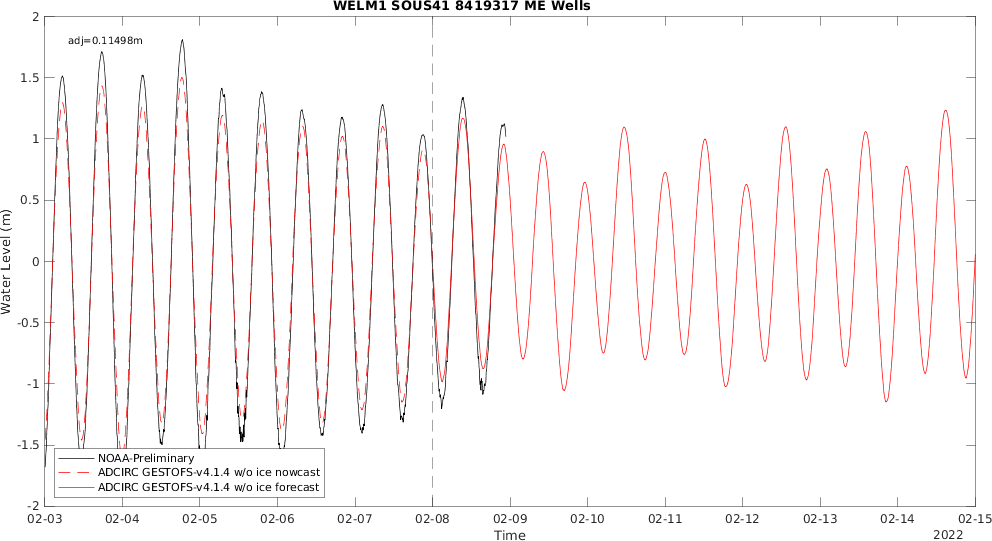 WELM1 SOUS41 8419317 ME Wells
adj=0.11498m
Water Level (m)
2
1.5
1
0.5
0
-0.5
-1
-1.5
-2
NOAA-Preliminary
ADCIRC GESTOFS-v4.1.4 w/o ice nowcast
ADCIRC GESTOFS-v4.1.4 w/o ice forecast
02-03 02-04 02-05 02-06 02-07 02-08 02-09 02-10 02-11 02-12 02-13 02-14 02-15
Time
2022